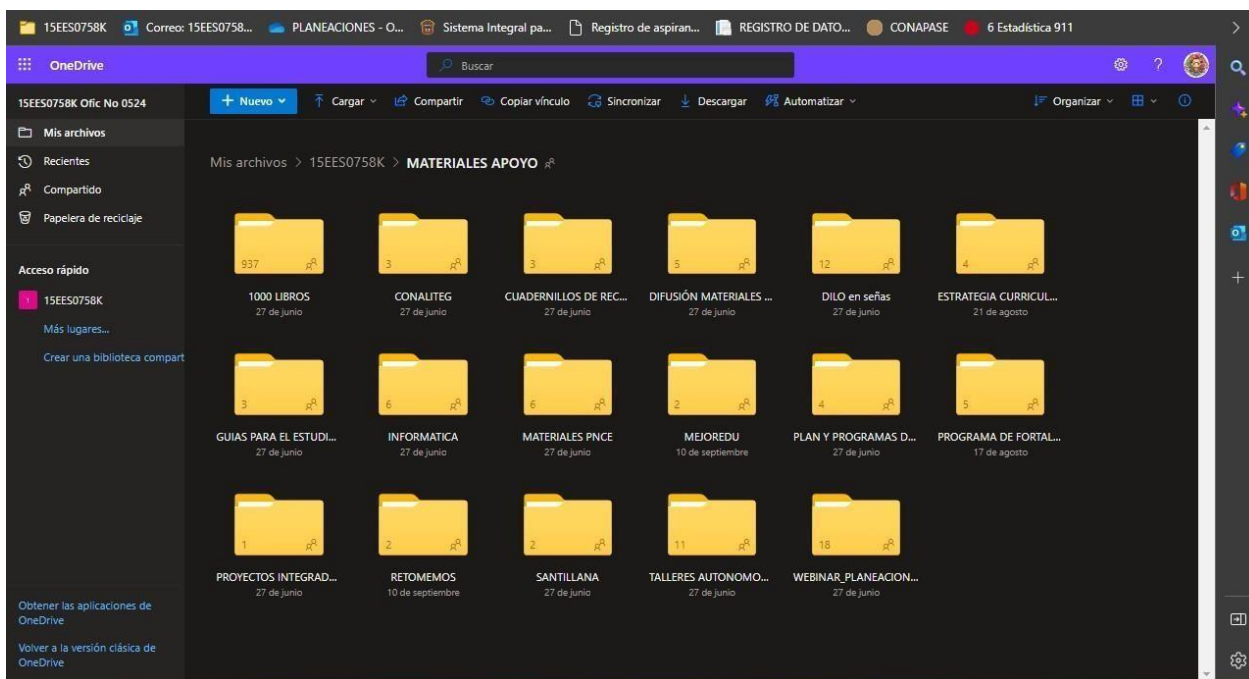 15EES0758K
Correo: 15EES0758...
PLANEACIONES - O...
Sistema Integral pa...
Registro de aspiran...
REGISTRO DE DATO...
CONAPASE
6 Estadística 911
OneDrive
Buscar
?
15EES0758K Ofic No 0524
Nuevo
Cargar
Compartir
Copiar vínculo
Sincronizar
Descargar
Automatizar
Organizar
Mis archivos
Recientes
Compartido
Papelera de reciclaje
Acceso rápido
1 15EES0758K
Más lugares...
Crear una biblioteca compart
Obtener las aplicaciones de
OneDrive
Volver a la versión clásica de
OneDrive
Mis archivos > 15EES0758K > MATERIALES APOYO
937
1000 LIBROS
27 de junio
3
CONALITEG
27 de junio
3
CUADERNILLOS DE REC...
27 de junio
5
DIFUSIÓN MATERIALES ...
27 de junio
12
DILO en señas
27 de junio
4
ESTRATEGIA CURRICUL...
21 de agosto
3
GUIAS PARA EL ESTUDI...
27 de junio
6
INFORMATICA
27 de junio
6
MATERIALES PNCE
27 de junio
2
MEJOREDU
10 de septiembre
4
PLAN Y PROGRAMAS D...
27 de junio
5
PROGRAMA DE FORTAL...
17 de agosto
1
PROYECTOS INTEGRAD...
27 de junio
2
RETOMEMOS
10 de septiembre
2
SANTILLANA
27 de junio
11
TALLERES AUTONOMO...
27 de junio
18
WEBINAR_PLANEACION...
27 de junio